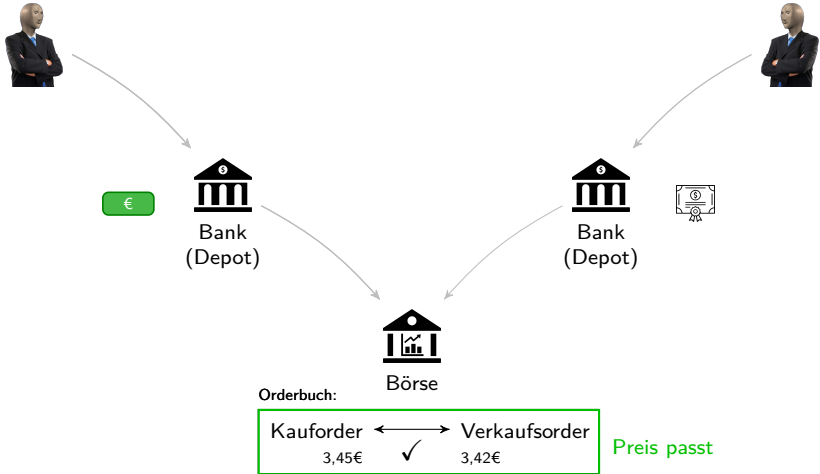 €
Bank
(Depot)
Bank
(Depot)
Börse
Orderbuch:
Kauforder
Verkaufsorder
3,45€
✓
3,42€
Preis passt